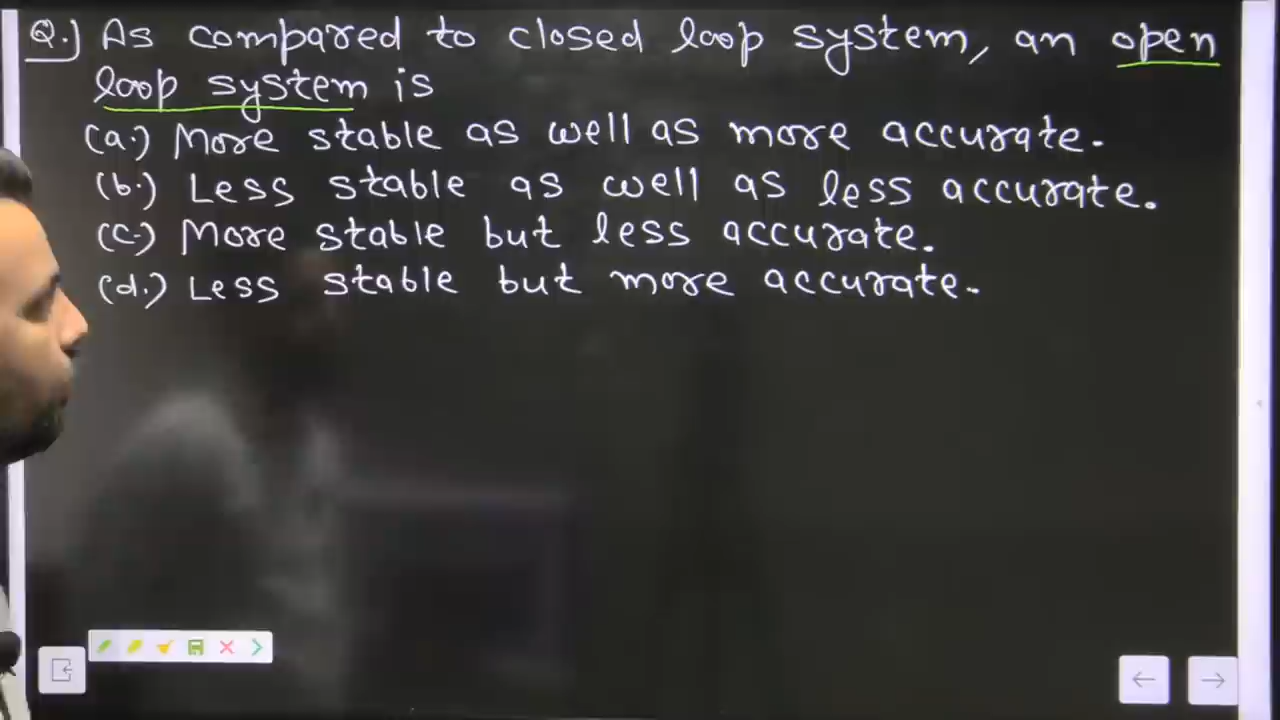 Q.) As compared to closed loop system, an open
loop system is
(a.) More stable as well as more accurate.
(b.) Less stable as well as less accurate.
(c.) More stable but less accurate.
(d.) Less stable but more accurate.